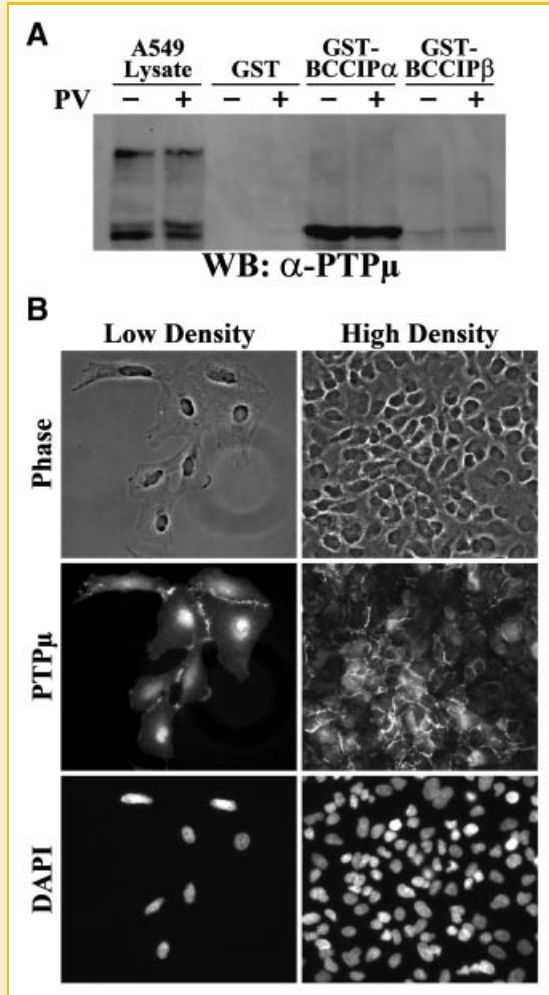 A
A549 Lysate GST GST-BCCIPα GST-BCCIPβ
PV − + − + − + − +
WB: α-PTPµ
B
Low Density High Density
Phase
PTPµ
DAPI